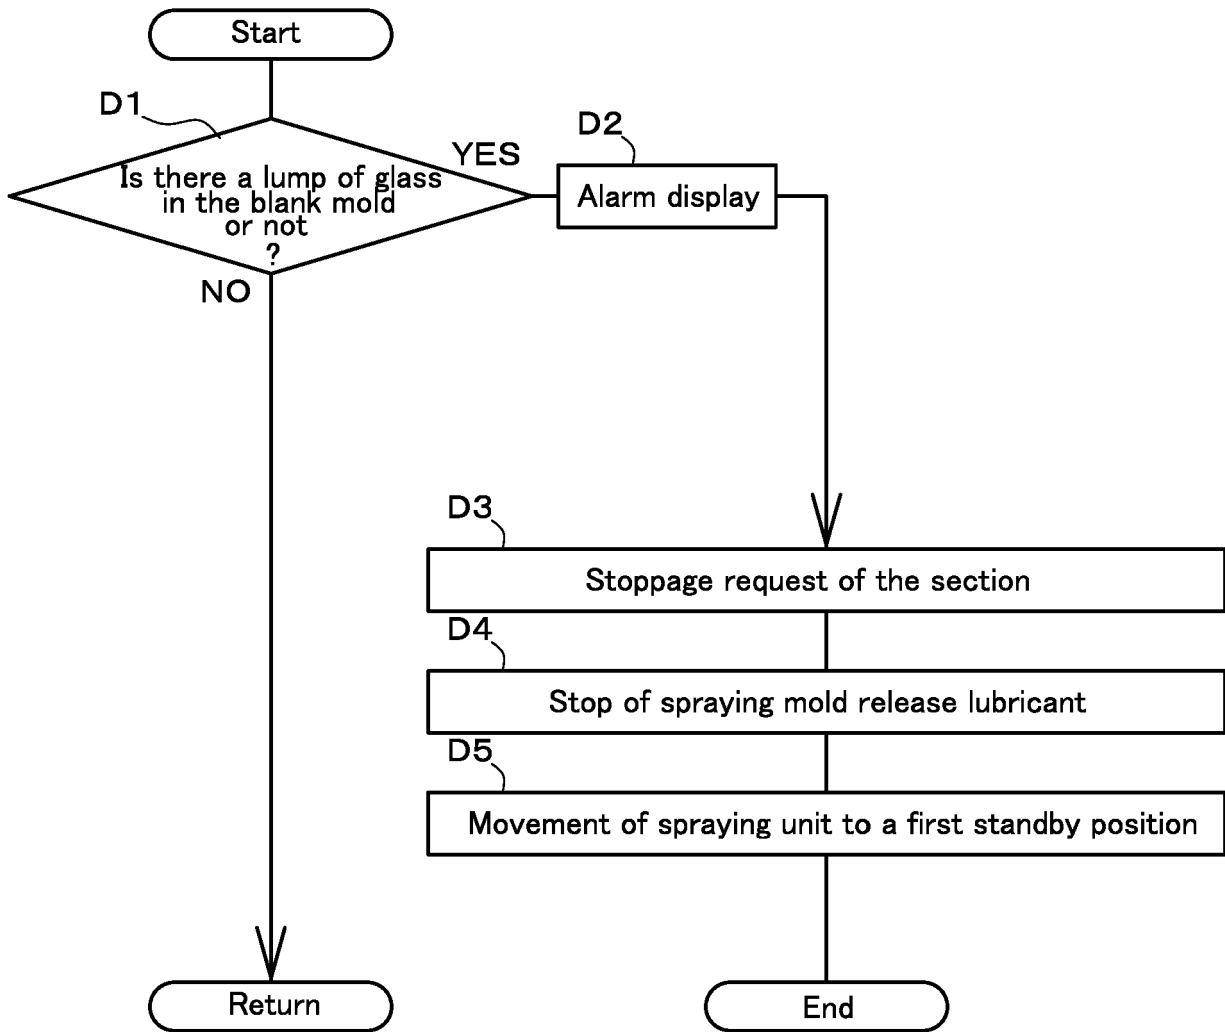 Start
D1
Is there a lump of glass
in the blank mold
or not
?
YES
NO
D2
Alarm display
D3
Stoppage request of the section
D4
Stop of spraying mold release lubricant
D5
Movement of spraying unit to a first standby position
Return
End